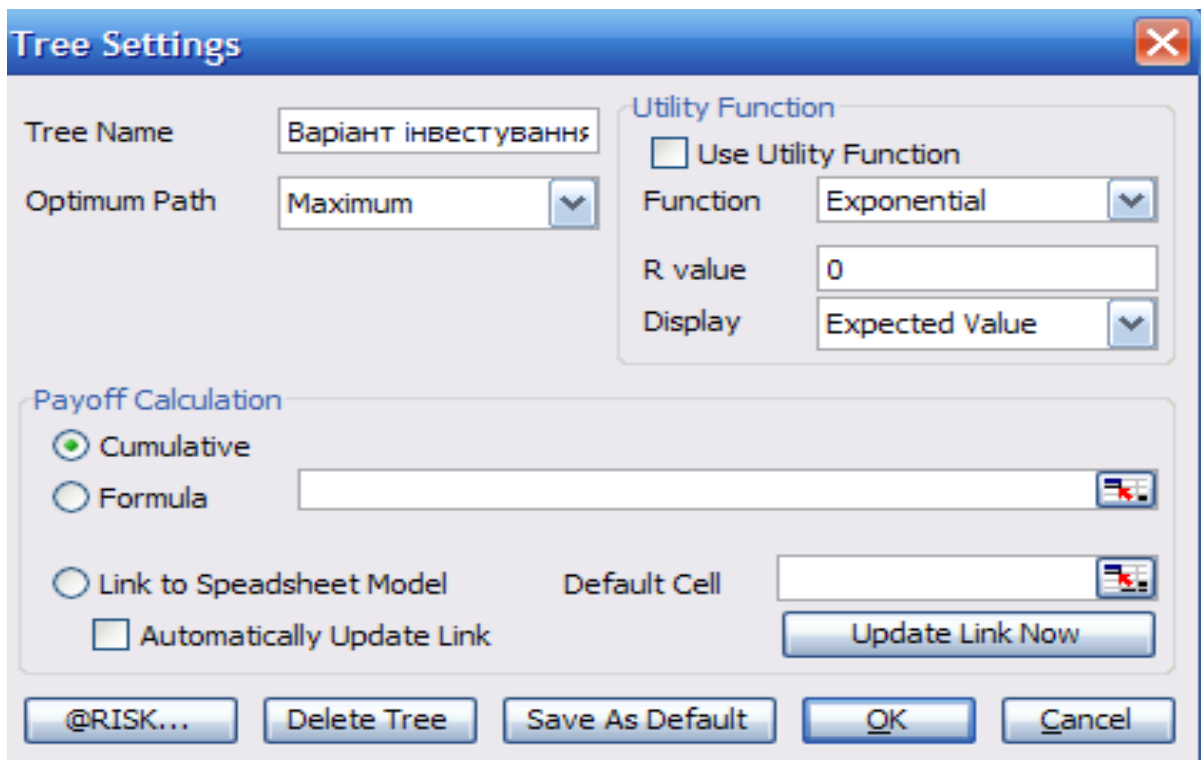 Tree Settings
Tree Name
Варіант інвестування
Optimum Path
Maximum
Utility Function
Use Utility Function
Function
Exponential
R value
0
Display
Expected Value
Payoff Calculation
Cumulative
Formula
Link to Speadsheet Model
Default Cell
Automatically Update Link
Update Link Now
@RISK...
Delete Tree
Save As Default
OK
Cancel